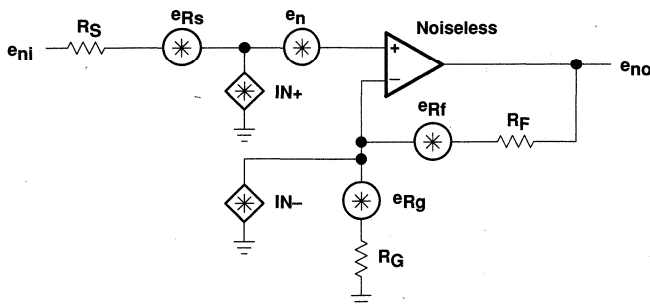 Noiseless
eni
RS
eRs
en
+
−
eno
IN+
eRf
RF
IN−
eRg
RG